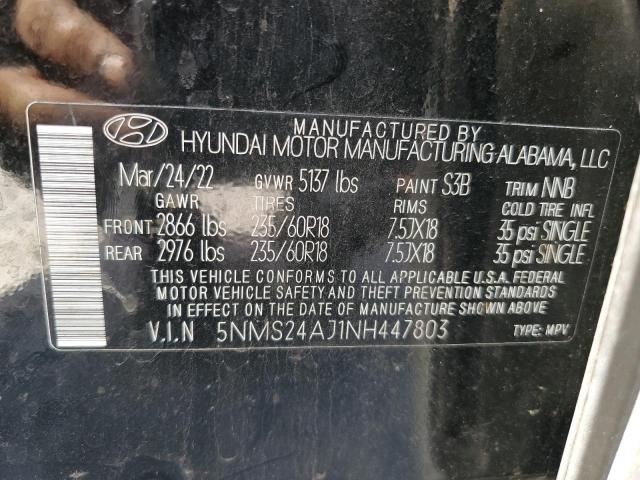 MANUFACTURED BY
HYUNDAI MOTOR MANUFACTURING ALABAMA, LLC
Mar/24/22 GVWR 5137 lbs PAINT S3B TRIM NNB
GAWR TIRES RIMS COLD TIRE INFL
FRONT 2866 lbs 235/60R18 7.5JX18 35 psi SINGLE
REAR 2976 lbs 235/60R18 7.5JX18 35 psi SINGLE
THIS VEHICLE CONFORMS TO ALL APPLICABLE U.S.A. FEDERAL
MOTOR VEHICLE SAFETY AND THEFT PREVENTION STANDARDS
IN EFFECT ON THE DATE OF MANUFACTURE SHOWN ABOVE.
V.I.N 5NMS24AJ1NH447803 TYPE: MPV